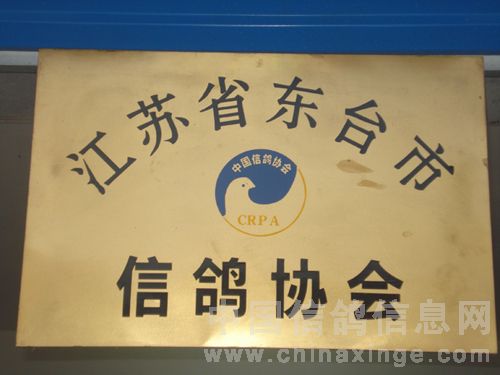 江苏省东台市
中国信鸽协会
CRPA
信鸽协会
中国信鸽信息网
www.chinaxinge.com